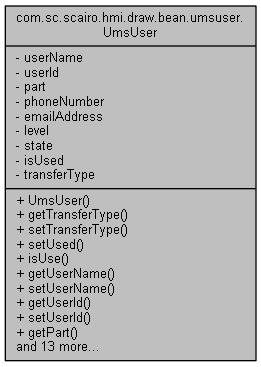 com.sc.scairo.hmi.draw.bean.umsuser.
UmsUser
- userName
- userId
- part
- phoneNumber
- emailAddress
- level
- state
- isUsed
- transferType
+ UmsUser()
+ getTransferType()
+ setTransferType()
+ setUsed()
+ isUse()
+ getUserName()
+ setUserName()
+ getUserId()
+ setUserId()
+ getPart()
and 13 more...